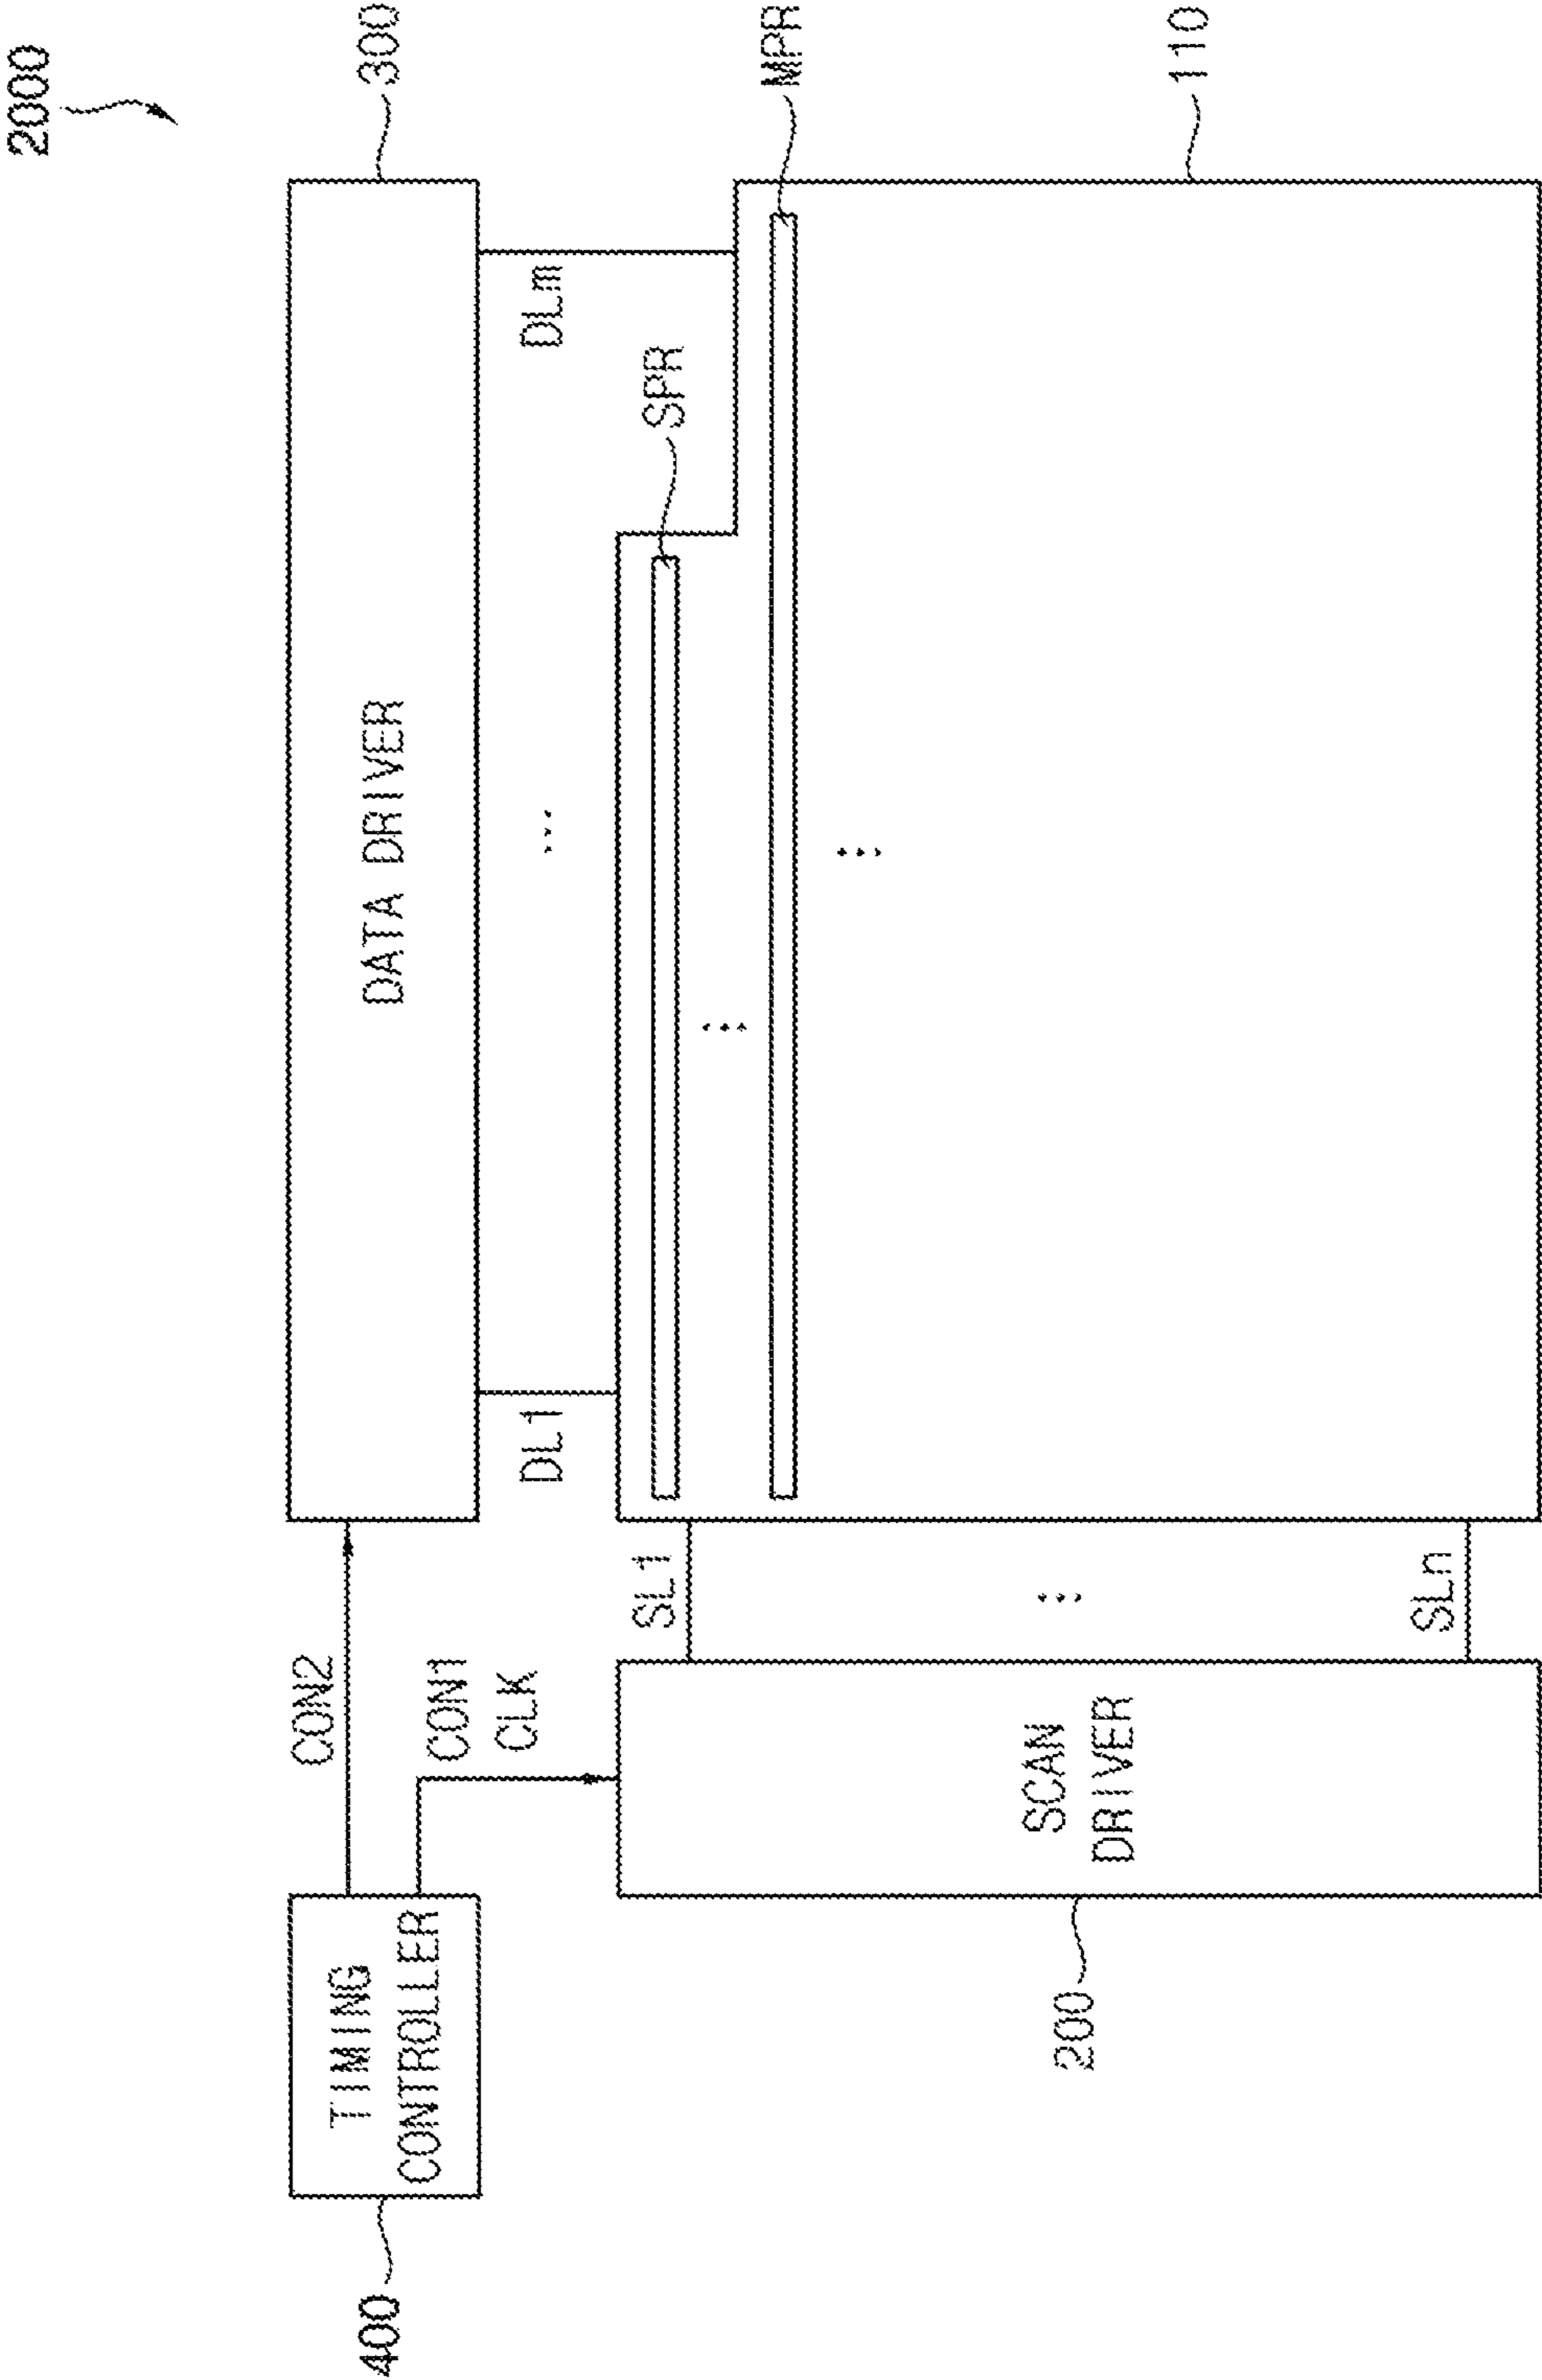 2000
400
TIMING
CONTROLLER
CON2
CON1
CLK
DATA DRIVER
300
DL1
...
DLm
SPR
MPR
110
SL1
SLn
SCAN
DRIVER
200